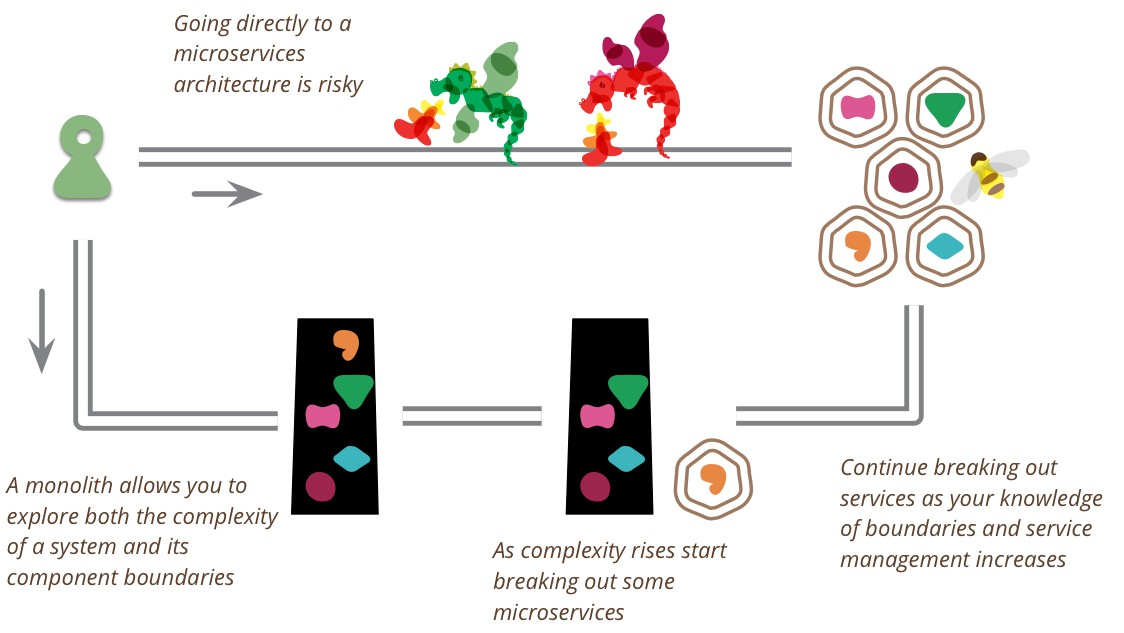 Going directly to a
microservices
architecture is risky
A monolith allows you to
explore both the complexity
of a system and its
component boundaries
As complexity rises start
breaking out some
microservices
Continue breaking out
services as your knowledge
of boundaries and service
management increases